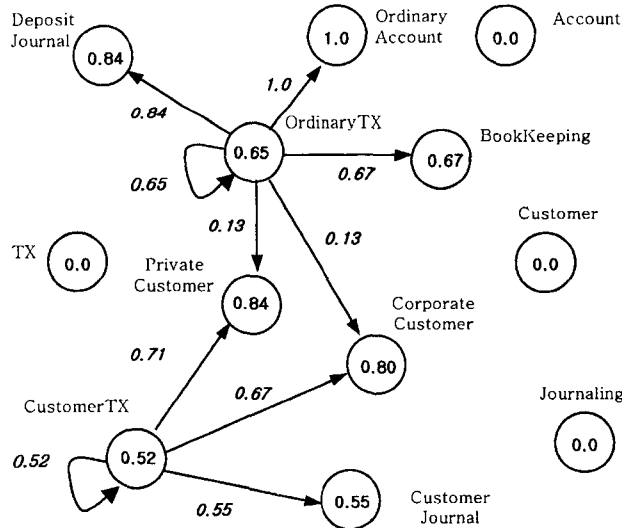 Deposit
Journal
0.84
Ordinary
Account
1.0
Account
0.0
0.84
1.0
OrdinaryTX
0.65
0.65
BookKeeping
0.67
0.67
TX
0.0
0.13
0.13
Customer
0.0
Private
Customer
0.84
Corporate
Customer
0.80
0.71
0.67
CustomerTX
0.52
0.52
Journaling
0.0
0.55
0.55
Customer
Journal